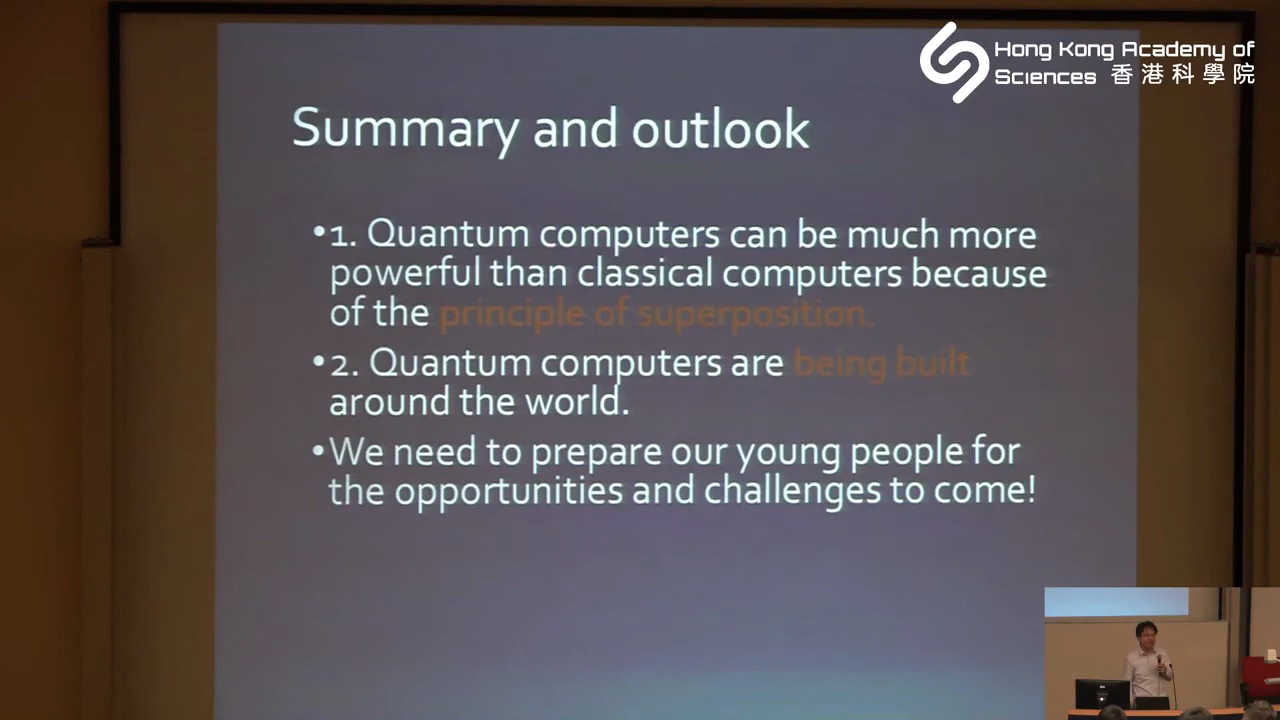 Hong Kong Academy of
Sciences 香港科學院
Summary and outlook
•1. Quantum computers can be much more
powerful than classical computers because
of the principle of superposition.
•2. Quantum computers are being built
around the world.
•We need to prepare our young people for
the opportunities and challenges to come!